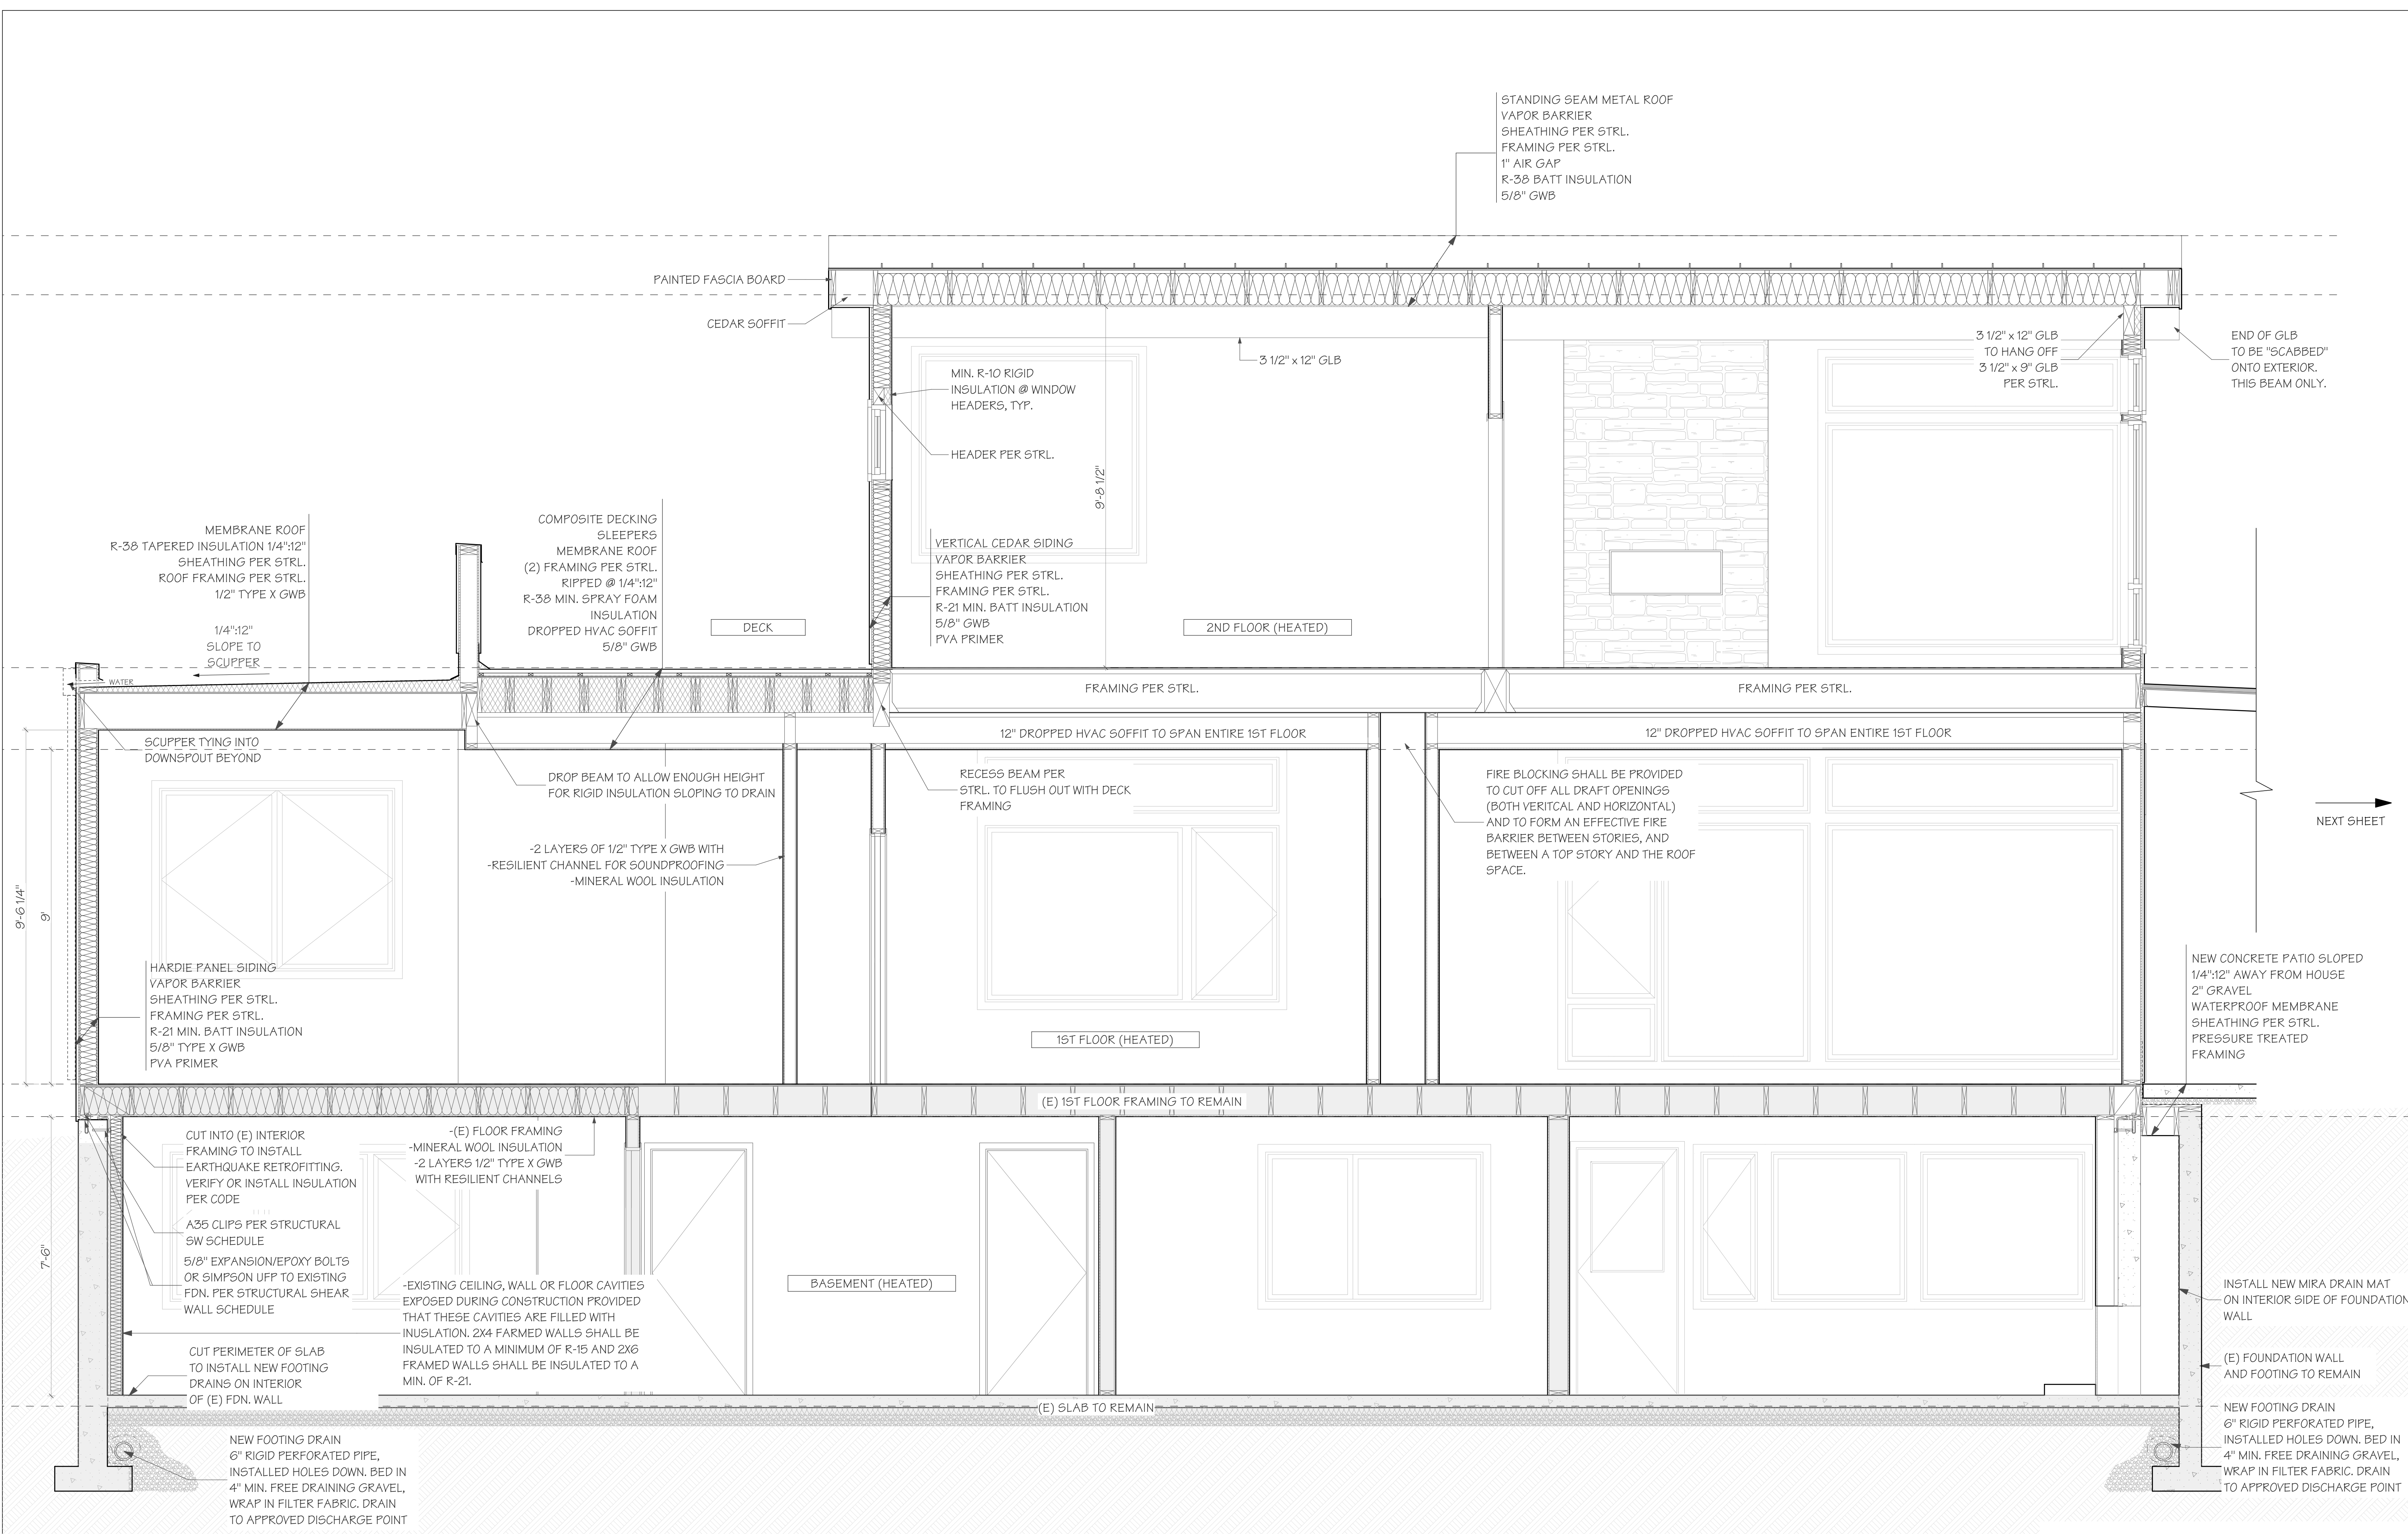 STANDING SEAM METAL ROOF
VAPOR BARRIER
SHEATHING PER STRL.
FRAMING PER STRL.
1" AIR GAP
R-38 BATT INSULATION
5/8" GWB
PAINTED FASCIA BOARD
CEDAR SOFFIT
3 1/2" x 12" GLB
3 1/2" x 12" GLB
TO HANG OFF
3 1/2" x 9" GLB
PER STRL.
END OF GLB
TO BE "SCABBED"
ONTO EXTERIOR.
THIS BEAM ONLY.
MIN. R-10 RIGID
INSULATION @ WINDOW
HEADERS, TYP.
HEADER PER STRL.
9'-8 1/2"
MEMBRANE ROOF
R-38 TAPERED INSULATION 1/4":12"
SHEATHING PER STRL.
ROOF FRAMING PER STRL.
1/2" TYPE X GWB
1/4":12"
SLOPE TO
SCUPPER
WATER
COMPOSITE DECKING
SLEEPERS
MEMBRANE ROOF
(2) FRAMING PER STRL.
RIPPED @ 1/4":12"
R-38 MIN. SPRAY FOAM
INSULATION
DROPPED HVAC SOFFIT
5/8" GWB
DECK
VERTICAL CEDAR SIDING
VAPOR BARRIER
SHEATHING PER STRL.
FRAMING PER STRL.
R-21 MIN. BATT INSULATION
5/8" GWB
PVA PRIMER
2ND FLOOR (HEATED)
FRAMING PER STRL.
FRAMING PER STRL.
12" DROPPED HVAC SOFFIT TO SPAN ENTIRE 1ST FLOOR
12" DROPPED HVAC SOFFIT TO SPAN ENTIRE 1ST FLOOR
SCUPPER TYING INTO
DOWNSPOUT BEYOND
DROP BEAM TO ALLOW ENOUGH HEIGHT
FOR RIGID INSULATION SLOPING TO DRAIN
RECESS BEAM PER
STRL. TO FLUSH OUT WITH DECK
FRAMING
FIRE BLOCKING SHALL BE PROVIDED
TO CUT OFF ALL DRAFT OPENINGS
(BOTH VERITCAL AND HORIZONTAL)
AND TO FORM AN EFFECTIVE FIRE
BARRIER BETWEEN STORIES, AND
BETWEEN A TOP STORY AND THE ROOF
SPACE.
NEXT SHEET
-2 LAYERS OF 1/2" TYPE X GWB WITH
-RESILIENT CHANNEL FOR SOUNDPROOFING
-MINERAL WOOL INSULATION
9'-6 1/4"
9'
HARDIE PANEL SIDING
VAPOR BARRIER
SHEATHING PER STRL.
FRAMING PER STRL.
R-21 MIN. BATT INSULATION
5/8" TYPE X GWB
PVA PRIMER
1ST FLOOR (HEATED)
NEW CONCRETE PATIO SLOPED
1/4":12" AWAY FROM HOUSE
2" GRAVEL
WATERPROOF MEMBRANE
SHEATHING PER STRL.
PRESSURE TREATED
FRAMING
(E) 1ST FLOOR FRAMING TO REMAIN
CUT INTO (E) INTERIOR
FRAMING TO INSTALL
EARTHQUAKE RETROFITTING.
VERIFY OR INSTALL INSULATION
PER CODE
-(E) FLOOR FRAMING
-MINERAL WOOL INSULATION
-2 LAYERS 1/2" TYPE X GWB
WITH RESILIENT CHANNELS
A35 CLIPS PER STRUCTURAL
SW SCHEDULE
7'-6"
5/8" EXPANSION/EPOXY BOLTS
OR SIMPSON UFP TO EXISTING
FDN. PER STRUCTURAL SHEAR
WALL SCHEDULE
-EXISTING CEILING, WALL OR FLOOR CAVITIES
EXPOSED DURING CONSTRUCTION PROVIDED
THAT THESE CAVITIES ARE FILLED WITH
INUSLATION. 2X4 FARMED WALLS SHALL BE
INSULATED TO A MINIMUM OF R-15 AND 2X6
FRAMED WALLS SHALL BE INSULATED TO A
MIN. OF R-21.
BASEMENT (HEATED)
INSTALL NEW MIRA DRAIN MAT
ON INTERIOR SIDE OF FOUNDATION
WALL
CUT PERIMETER OF SLAB
TO INSTALL NEW FOOTING
DRAINS ON INTERIOR
OF (E) FDN. WALL
(E) FOUNDATION WALL
AND FOOTING TO REMAIN
(E) SLAB TO REMAIN
NEW FOOTING DRAIN
6" RIGID PERFORATED PIPE,
INSTALLED HOLES DOWN. BED IN
4" MIN. FREE DRAINING GRAVEL,
WRAP IN FILTER FABRIC. DRAIN
TO APPROVED DISCHARGE POINT
NEW FOOTING DRAIN
6" RIGID PERFORATED PIPE,
INSTALLED HOLES DOWN. BED IN
4" MIN. FREE DRAINING GRAVEL,
WRAP IN FILTER FABRIC. DRAIN
TO APPROVED DISCHARGE POINT